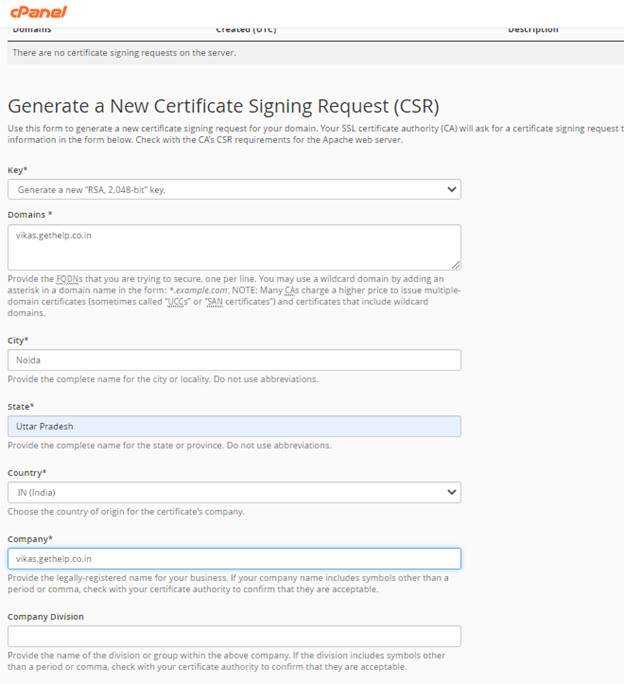 cPanel
Domains Created (UTC) Description
There are no certificate signing requests on the server.
Generate a New Certificate Signing Request (CSR)
Use this form to generate a new certificate signing request for your domain. Your SSL certificate authority (CA) will ask for a certificate signing request t
information in the form below. Check with the CA's CSR requirements for the Apache web server.
Key*
Generate a new "RSA, 2,048-bit" key.
Domains *
vikas.gethelp.co.in
Provide the FQDNs that you are trying to secure, one per line. You may use a wildcard domain by adding an
asterisk in a domain name in the form: *.example.com. NOTE: Many CAs charge a higher price to issue multiple-
domain certificates (sometimes called "UCCs" or "SAN certificates") and certificates that include wildcard
domains.
City*
Noida
Provide the complete name for the city or locality. Do not use abbreviations.
State*
Uttar Pradesh
Provide the complete name for the state or province. Do not use abbreviations.
Country*
IN (India)
Choose the country of origin for the certificate's company.
Company*
vikas.gethelp.co.in
Provide the legally-registered name for your business. If your company name includes symbols other than a
period or comma, check with your certificate authority to confirm that they are acceptable.
Company Division
Provide the name of the division or group within the above company. If the division includes symbols other
than a period or comma, check with your certificate authority to confirm that they are acceptable.